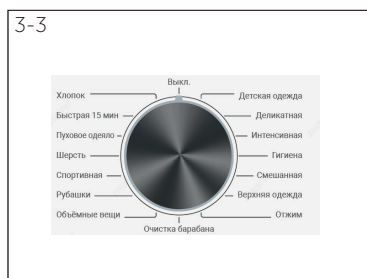 3-3
Выкл.
Хлопок
Детская одежда
Быстрая 15 мин
Деликатная
Пуховое одеяло
Интенсивная
Шерсть
Гигиена
Спортивная
Смешанная
Рубашки
Верхняя одежда
Объёмные вещи
Отжим
Очистка барабана